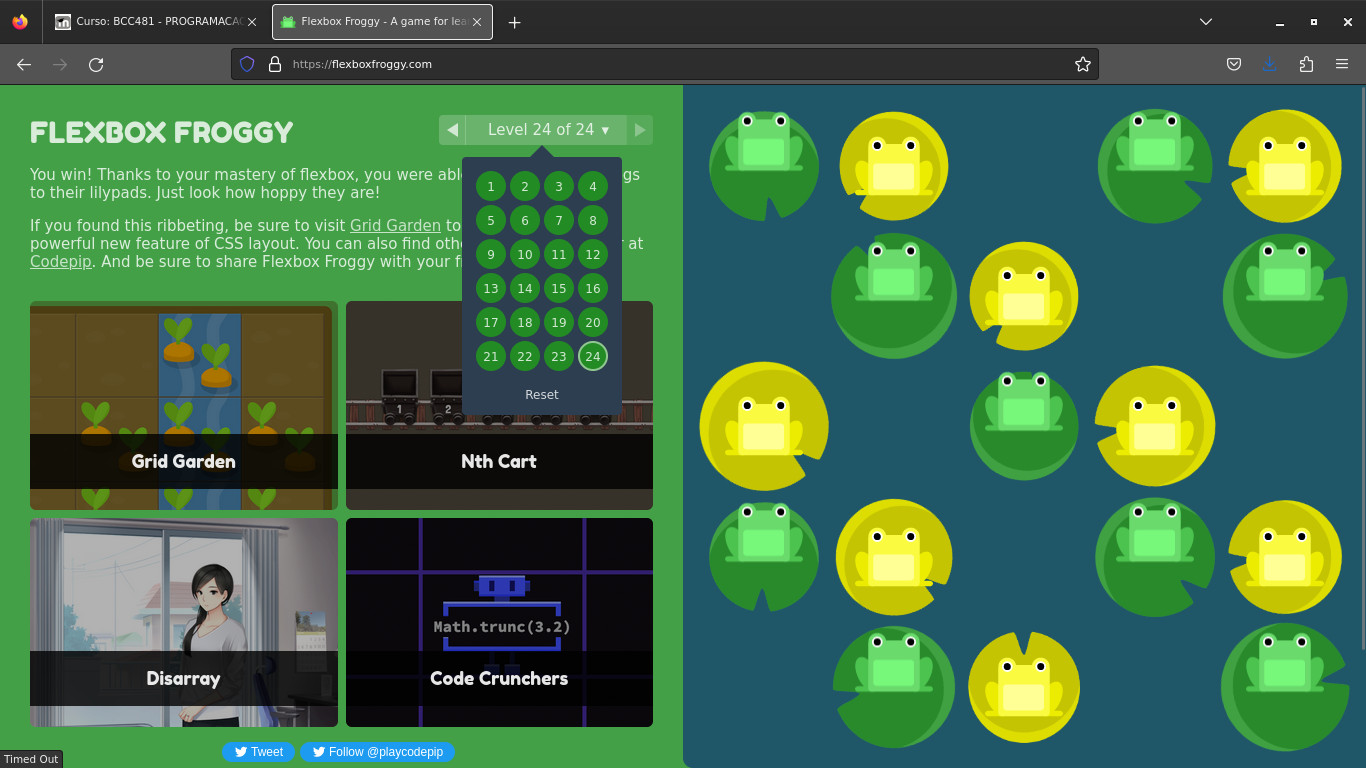 Curso: BCC481 - PROGRAMACAO
Flexbox Froggy - A game for lea
https://flexboxfroggy.com
FLEXBOX FROGGY
Level 24 of 24 ▾
You win! Thanks to your mastery of flexbox, you were abl gs
to their lilypads. Just look how hoppy they are!
If you found this ribbeting, be sure to visit Grid Garden to
powerful new feature of CSS layout. You can also find othe r at
Codepip. And be sure to share Flexbox Froggy with your f
1 2 3 4
5 6 7 8
9 10 11 12
13 14 15 16
17 18 19 20
21 22 23 24
Reset
1 2
Grid Garden
Nth Cart
Math.trunc(3.2)
Disarray
Code Crunchers
Tweet
Follow @playcodepip
Timed Out